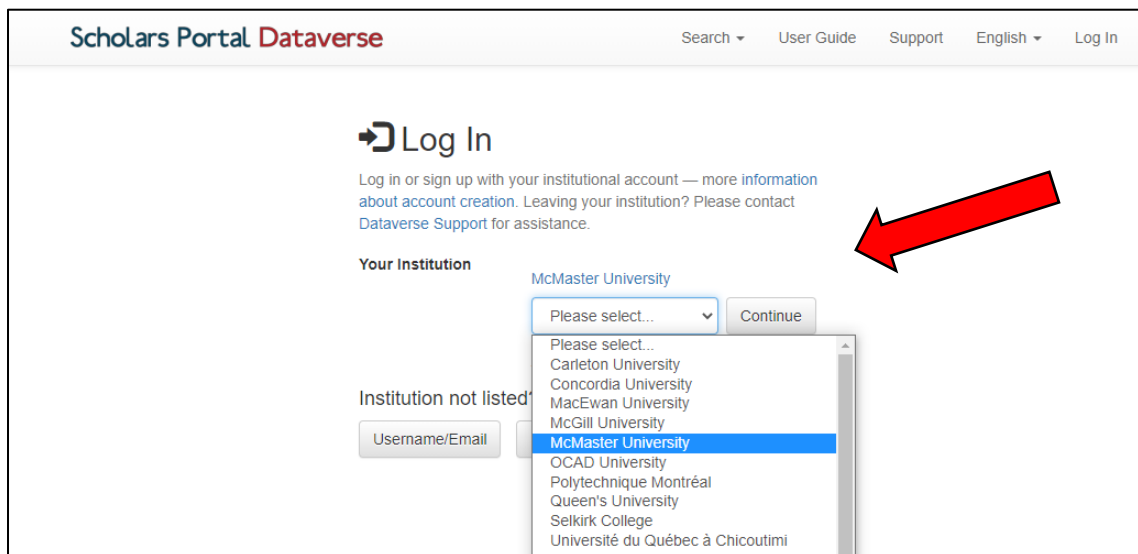 Scholars Portal Dataverse
Search User Guide Support English Log In
Log In
Log in or sign up with your institutional account — more information
about account creation. Leaving your institution? Please contact
Dataverse Support for assistance.
Your Institution
McMaster University
Please select... Continue
Please select...
Carleton University
Concordia University
MacEwan University
McGill University
McMaster University
OCAD University
Polytechnique Montréal
Queen's University
Selkirk College
Université du Québec à Chicoutimi
Institution not listed?
Username/Email